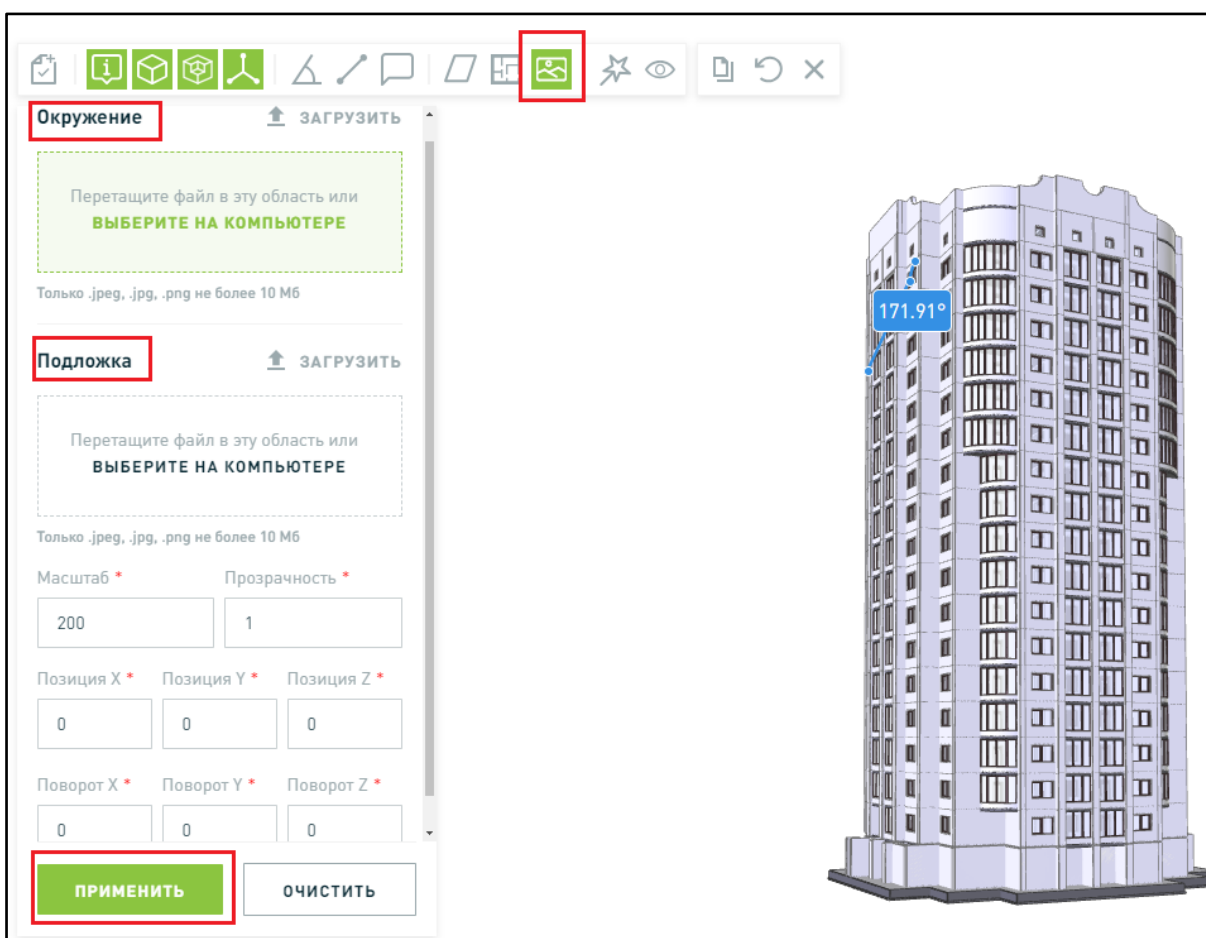 Окружение
ЗАГРУЗИТЬ
Перетащите файл в эту область или
ВЫБЕРИТЕ НА КОМПЬЮТЕРЕ
Только .jpeg, .jpg, .png не более 10 Мб
Подложка
ЗАГРУЗИТЬ
Перетащите файл в эту область или
ВЫБЕРИТЕ НА КОМПЬЮТЕРЕ
Только .jpeg, .jpg, .png не более 10 Мб
Масштаб * Прозрачность *
200 1
Позиция X * Позиция Y * Позиция Z *
0 0 0
Поворот X * Поворот Y * Поворот Z *
0 0 0
ПРИМЕНИТЬ ОЧИСТИТЬ
171.91°